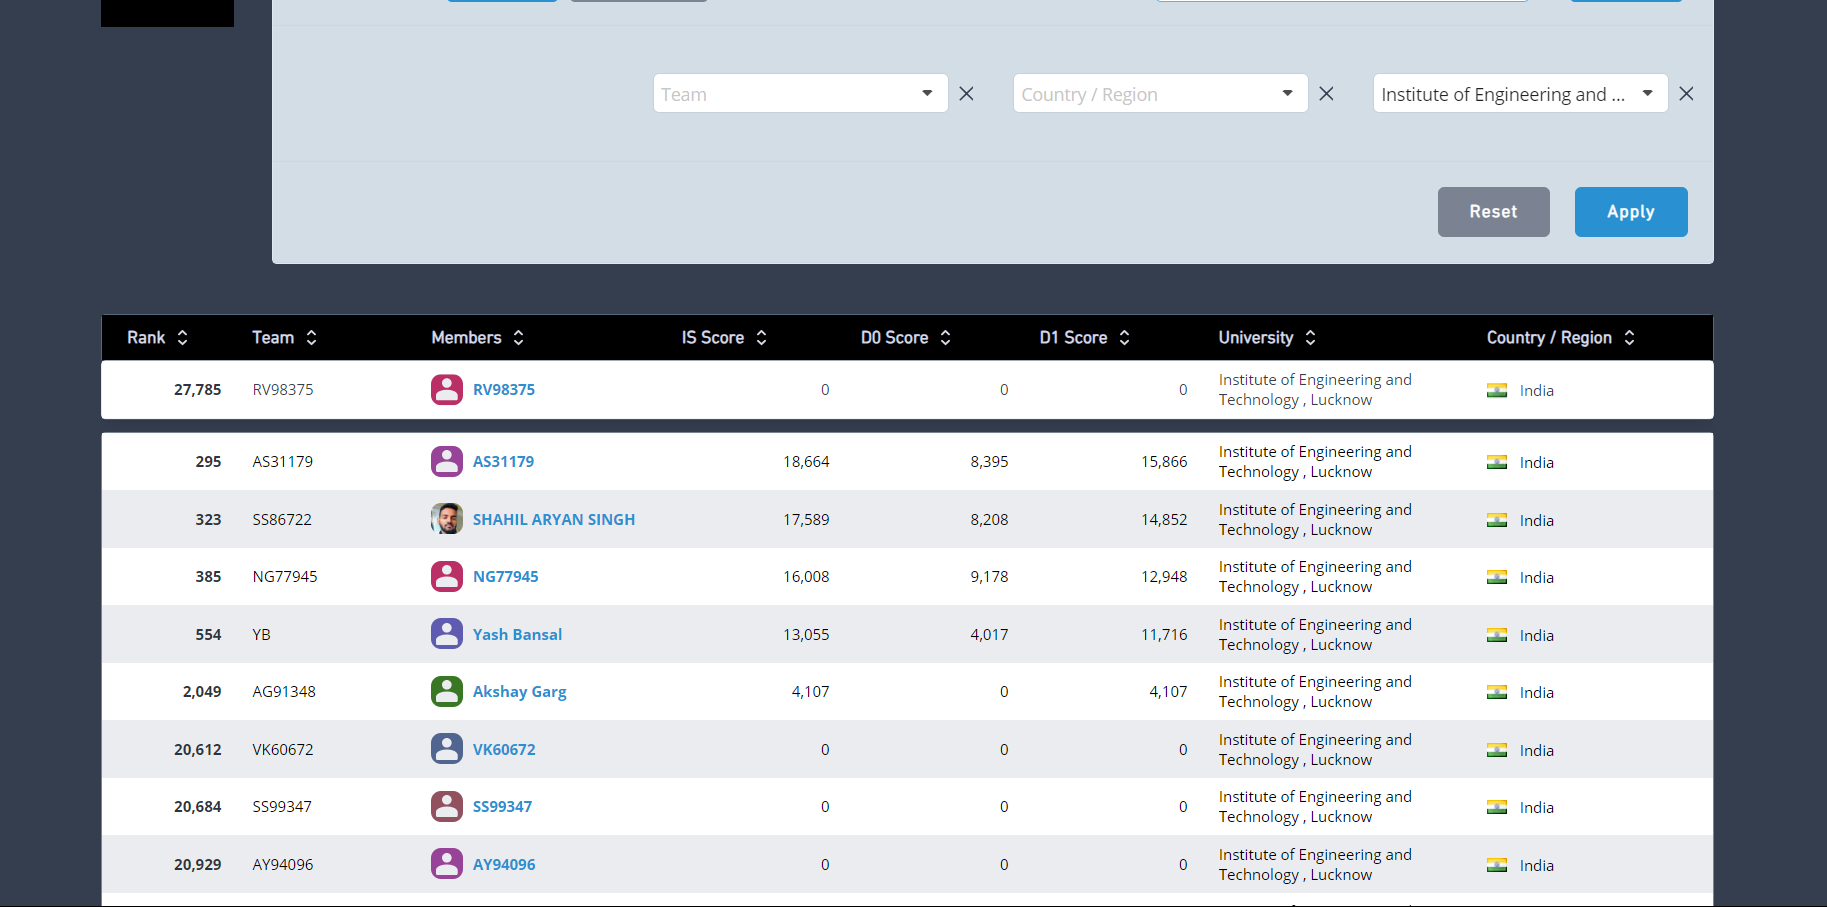 Team Country / Region Institute of Engineering and ...
Reset Apply
Rank Team Members IS Score D0 Score D1 Score University Country / Region
27,785 RV98375 RV98375 0 0 0 Institute of Engineering and Technology , Lucknow India
295 AS31179 AS31179 18,664 8,395 15,866 Institute of Engineering and Technology , Lucknow India
323 SS86722 SHAHIL ARYAN SINGH 17,589 8,208 14,852 Institute of Engineering and Technology , Lucknow India
385 NG77945 NG77945 16,008 9,178 12,948 Institute of Engineering and Technology , Lucknow India
554 YB Yash Bansal 13,055 4,017 11,716 Institute of Engineering and Technology , Lucknow India
2,049 AG91348 Akshay Garg 4,107 0 4,107 Institute of Engineering and Technology , Lucknow India
20,612 VK60672 VK60672 0 0 0 Institute of Engineering and Technology , Lucknow India
20,684 SS99347 SS99347 0 0 0 Institute of Engineering and Technology , Lucknow India
20,929 AY94096 AY94096 0 0 0 Institute of Engineering and Technology , Lucknow India